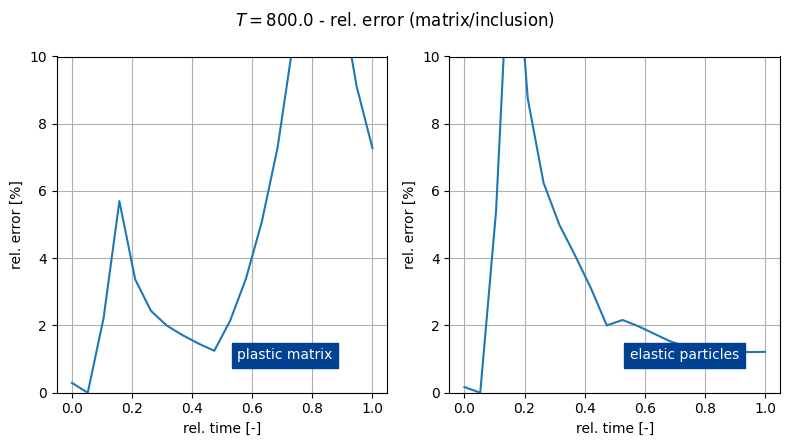 T = 800.0 - rel. error (matrix/inclusion)
rel. error [%]
10
8
6
4
2
0
plastic matrix
0.0 0.2 0.4 0.6 0.8 1.0
rel. time [-]
rel. error [%]
10
8
6
4
2
0
elastic particles
0.0 0.2 0.4 0.6 0.8 1.0
rel. time [-]